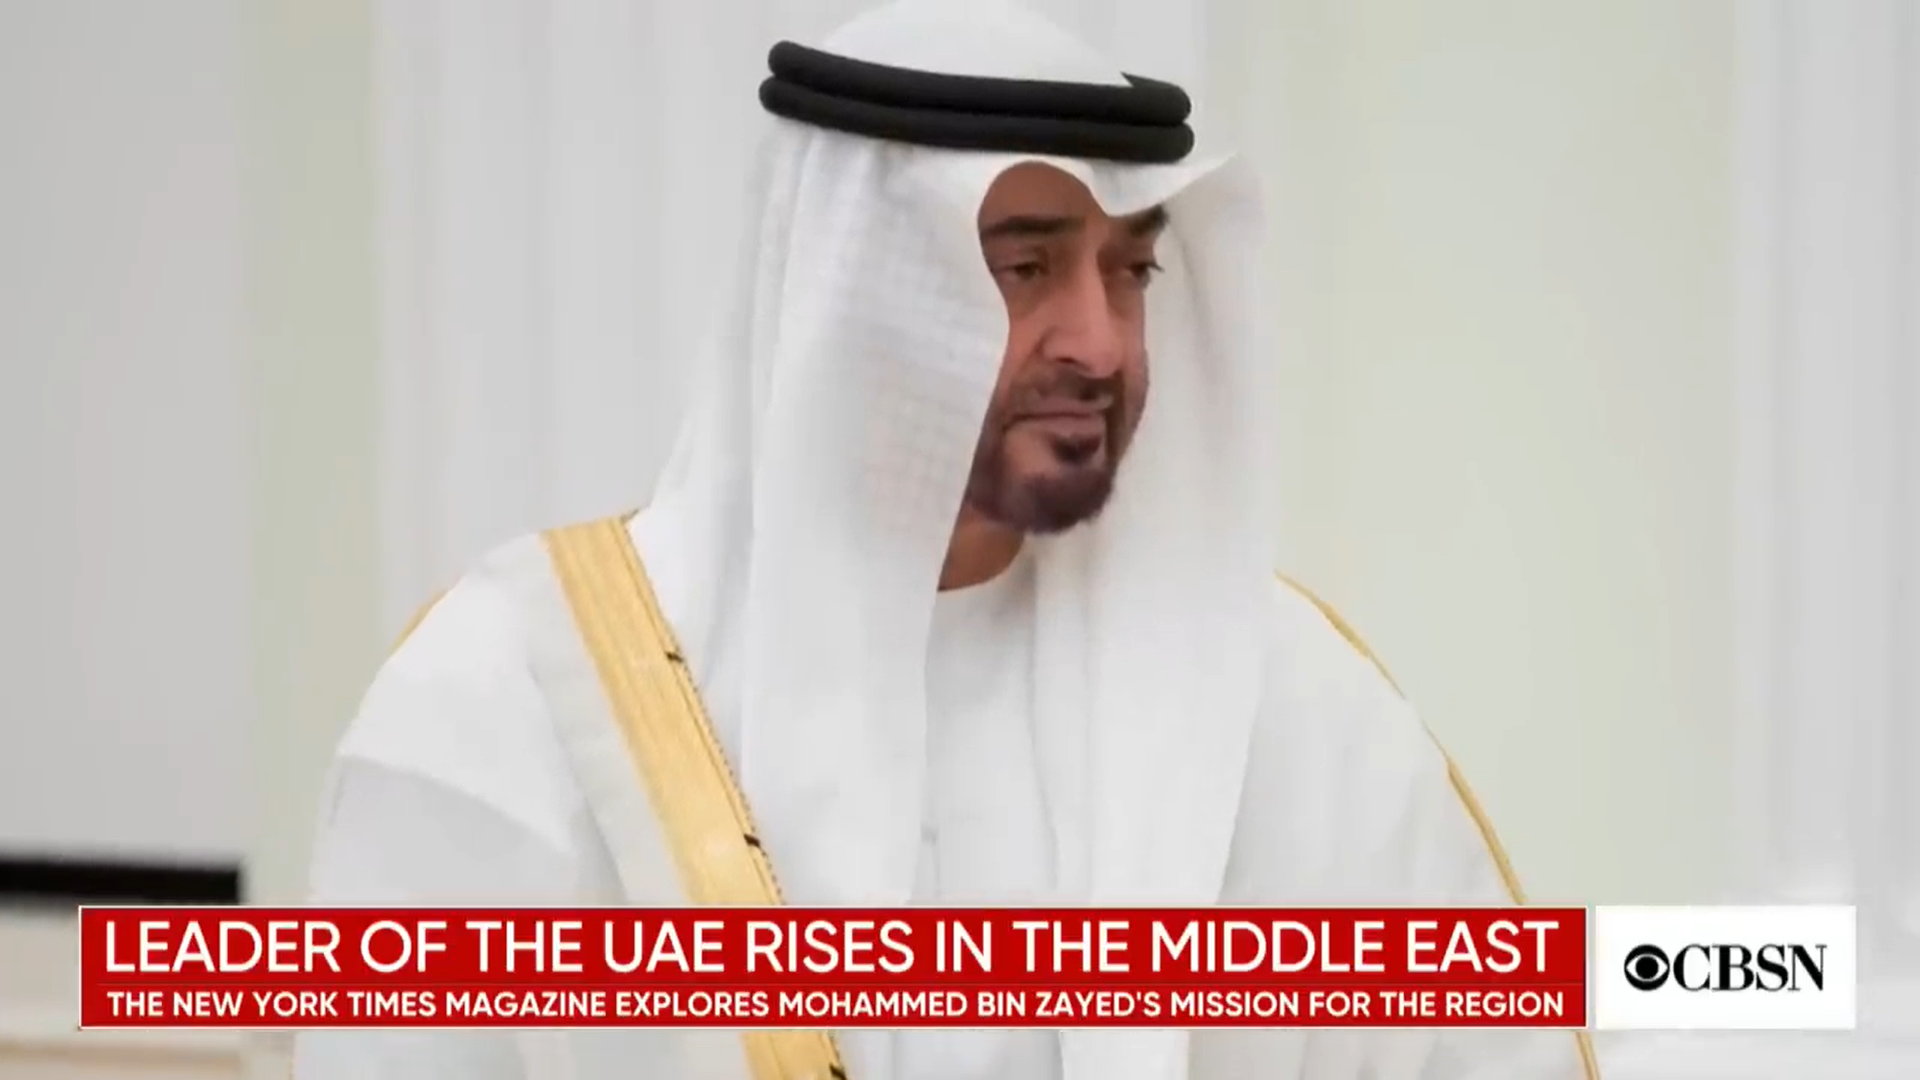 LEADER OF THE UAE RISES IN THE MIDDLE EAST
THE NEW YORK TIMES MAGAZINE EXPLORES MOHAMMED BIN ZAYED'S MISSION FOR THE REGION
CBSN